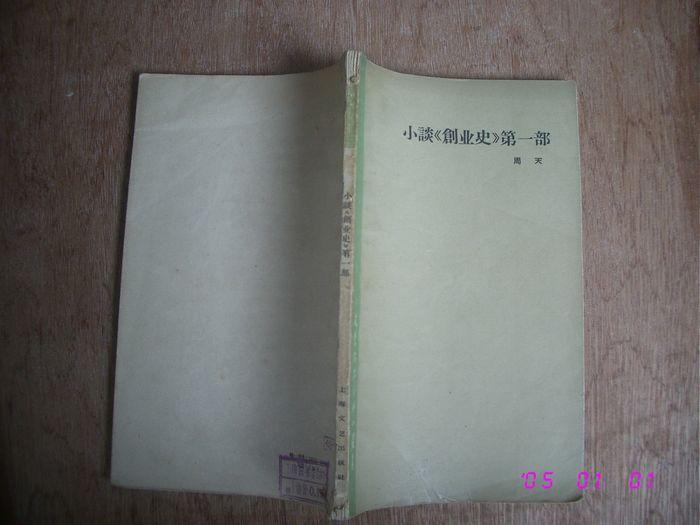 小談《創业史》第一部
周 天
小談《創业史》第一部
上海文艺出版社
'05 01 01